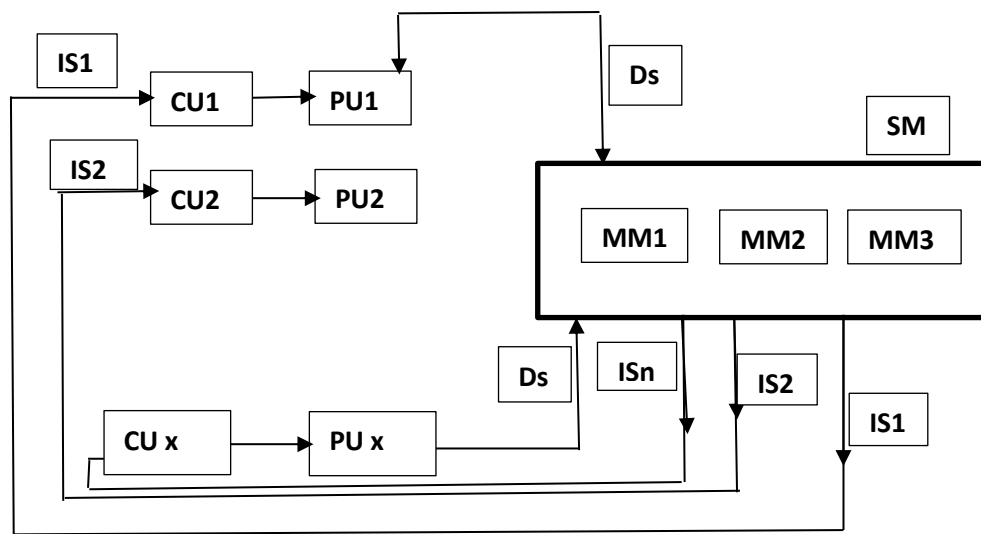 IS1
Ds
CU1
PU1
SM
IS2
CU2
PU2
MM1
MM2
MM3
Ds
ISn
IS2
IS1
CU x
PU x